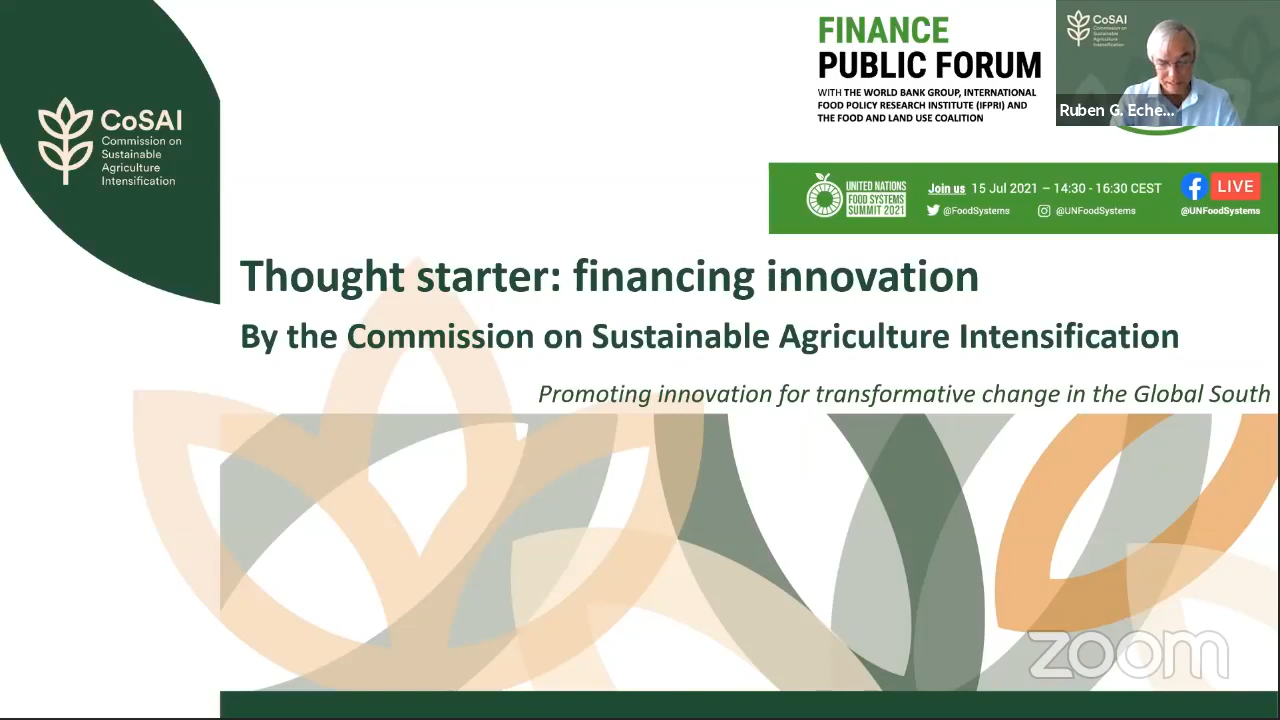 FINANCE
PUBLIC FORUM
WITH THE WORLD BANK GROUP, INTERNATIONAL
FOOD POLICY RESEARCH INSTITUTE (IFPRI) AND
THE FOOD AND LAND USE COALITION
CoSAI
Commission on
Sustainable
Agriculture
Intensification
Ruben G. Eche...
CoSAI
Commission on
Sustainable
Agriculture
Intensification
UNITED NATIONS
FOOD SYSTEMS
SUMMIT 2021
Join us 15 Jul 2021 – 14:30 - 16:30 CEST
@FoodSystems @UNFoodSystems
LIVE
@UNFoodSystems
Thought starter: financing innovation
By the Commission on Sustainable Agriculture Intensification
Promoting innovation for transformative change in the Global South
zoom